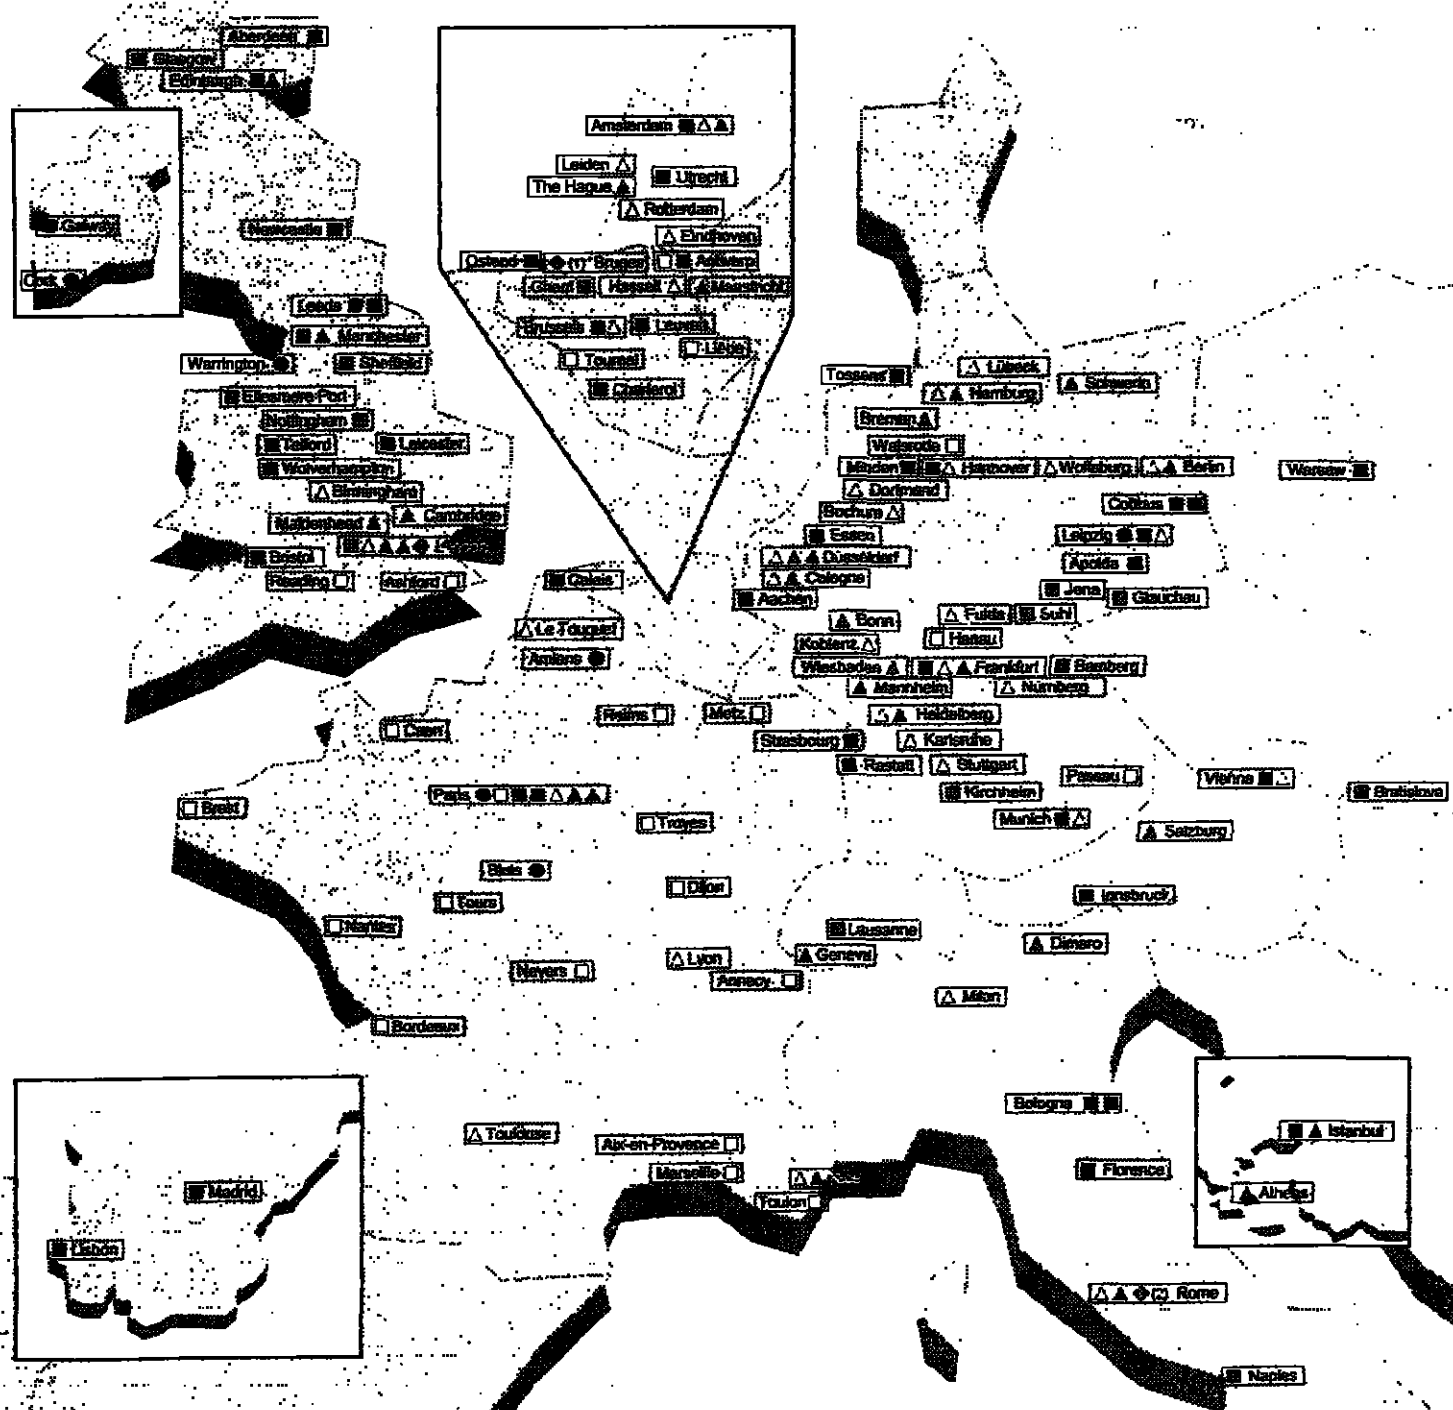 Aberdeen
Glasgow
Edinburgh
Amsterdam
Leiden
Utrecht
The Hague
Rotterdam
Galway
Newcastle
Eindhoven
Ostend
(1) Bruges
Antwerp
Cork
Ghent
Hasselt
Maastricht
Leeds
Brussels
Leuven
Manchester
Liège
Warrington
Sheffield
Tournai
Lübeck
Tossens
Schwerin
Charleroi
Hamburg
Ellesmere Port
Bremen
Nottingham
Telford
Leicester
Walsrode
Wolverhampton
Minden
Hannover
Wolfsburg
Berlin
Warsaw
Birmingham
Dortmund
Cottbus
Bochum
Maidenhead
Cambridge
Essen
Leipzig
Bristol
Düsseldorf
Apolda
Reading
Ashford
Calais
Cologne
Jena
Glauchau
Aachen
Fulda
Suhl
Bonn
Le Touquet
Hanau
Koblenz
Amiens
Wiesbaden
Frankfurt
Bamberg
Mannheim
Nürnberg
Reims
Metz
Heidelberg
Caen
Strasbourg
Karlsruhe
Rastatt
Stuttgart
Passau
Vienna
Kirchheim
Bratislava
Paris
Brest
Troyes
Munich
Salzburg
Blois
Dijon
Innsbruck
Tours
Nantes
Lausanne
Dimaro
Lyon
Geneva
Nevers
Annecy
Milan
Bordeaux
Bologna
Toulouse
Istanbul
Aix-en-Provence
Marseille
Florence
Madrid
Athens
Toulon
Lisbon
(2) Rome
Naples